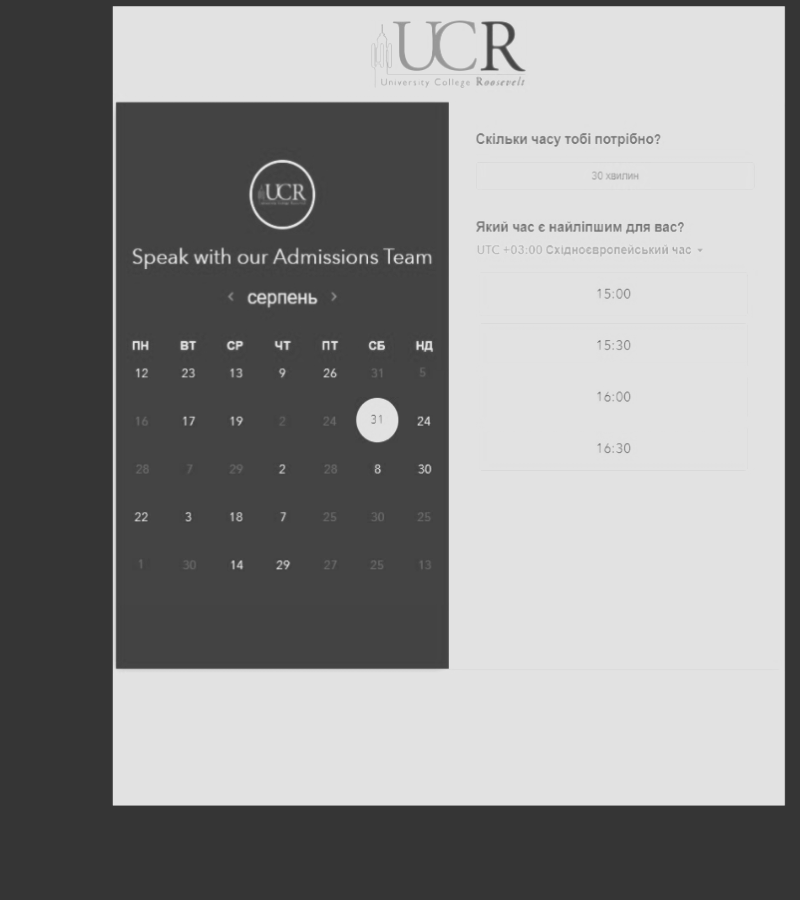 UCR
University College Roosevelt
UCR
Speak with our Admissions Team
серпень
ПН ВТ СР ЧТ ПТ СБ НД
12 23 13 9 26 31 5
16 17 19 2 24 31 24
28 7 29 2 28 8 30
22 3 18 7 25 30 25
1 30 14 29 27 25 13
Скільки часу тобі потрібно?
30 хвилин
Який час є найліпшим для вас?
UTC +03:00 Східноєвропейський час
15:00
15:30
16:00
16:30